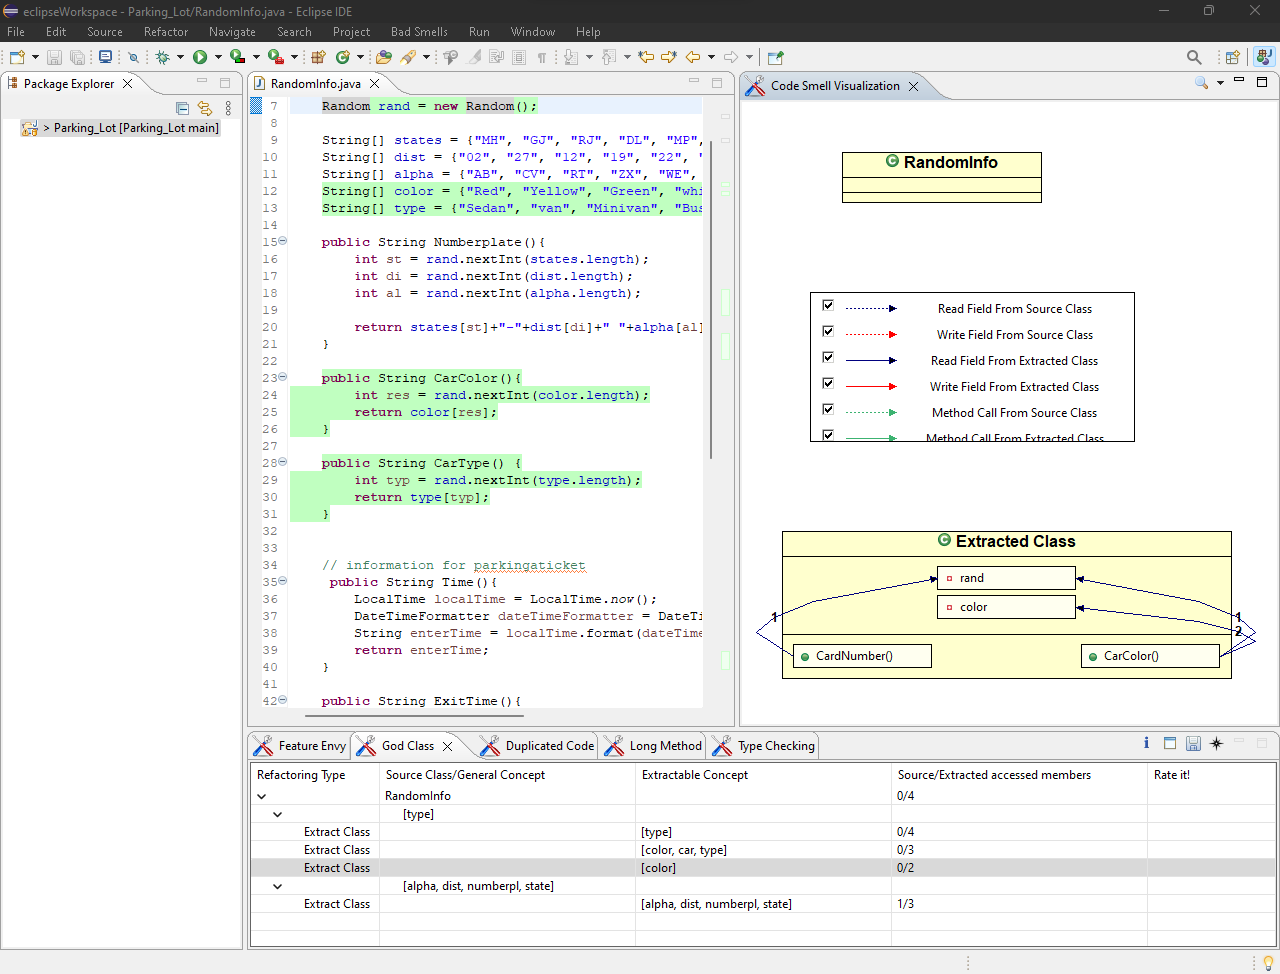 eclipseWorkspace - Parking_Lot/RandomInfo.java - Eclipse IDE
File Edit Source Refactor Navigate Search Project Bad Smells Run Window Help
Package Explorer
> Parking_Lot [Parking_Lot main]
RandomInfo.java
7 Random rand = new Random();
8
9 String[] states = {"MH", "GJ", "RJ", "DL", "MP",
10 String[] dist = {"02", "27", "12", "19", "22", "
11 String[] alpha = {"AB", "CV", "RT", "ZX", "WE",
12 String[] color = {"Red", "Yellow", "Green", "whi
13 String[] type = {"Sedan", "van", "Minivan", "Bus
14
15 public String Numberplate(){
16 int st = rand.nextInt(states.length);
17 int di = rand.nextInt(dist.length);
18 int al = rand.nextInt(alpha.length);
19
20 return states[st]+"-"+dist[di]+" "+alpha[al]
21 }
22
23 public String CarColor(){
24 int res = rand.nextInt(color.length);
25 return color[res];
26 }
27
28 public String CarType() {
29 int typ = rand.nextInt(type.length);
30 return type[typ];
31 }
32
33
34 // information for parkingaticket
35 public String Time(){
36 LocalTime localTime = LocalTime.now();
37 DateTimeFormatter dateTimeFormatter = DateTi
38 String enterTime = localTime.format(dateTime
39 return enterTime;
40 }
41
42 public String ExitTime(){
Code Smell Visualization
RandomInfo
Read Field From Source Class
Write Field From Source Class
Read Field From Extracted Class
Write Field From Extracted Class
Method Call From Source Class
Method Call From Extracted Class
Extracted Class
rand
color
1
1
2
CardNumber()
CarColor()
Feature Envy God Class Duplicated Code Long Method Type Checking
Refactoring Type Source Class/General Concept Extractable Concept Source/Extracted accessed members Rate it!
RandomInfo 0/4
[type]
Extract Class [type] 0/4
Extract Class [color, car, type] 0/3
Extract Class [color] 0/2
[alpha, dist, numberpl, state]
Extract Class [alpha, dist, numberpl, state] 1/3